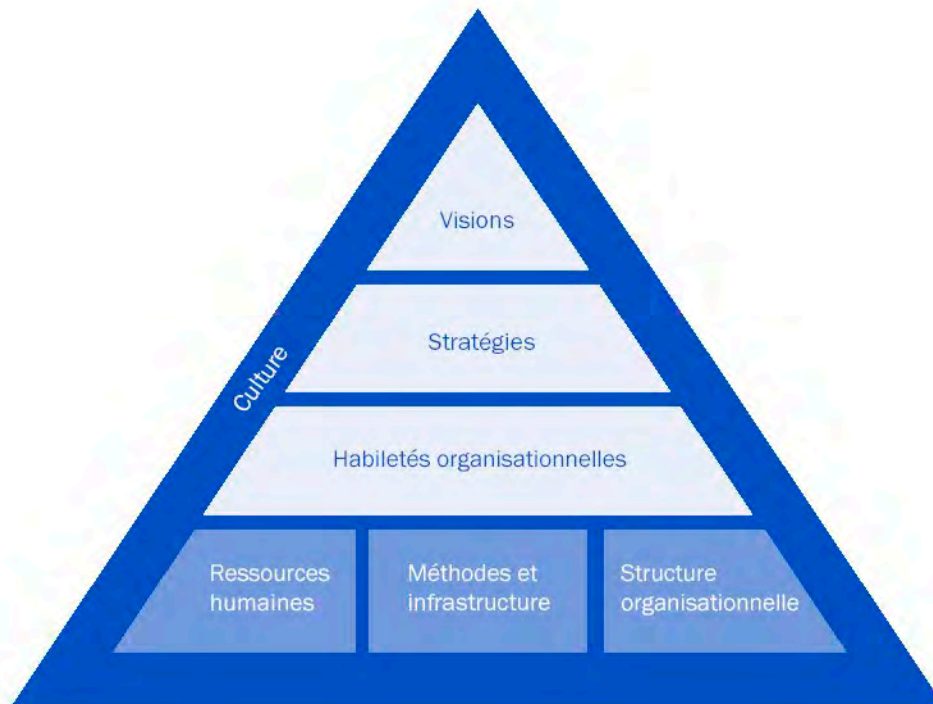 Visions
Stratégies
Culture
Habiletés organisationnelles
Ressources
humaines
Méthodes et
infrastructure
Structure
organisationnelle